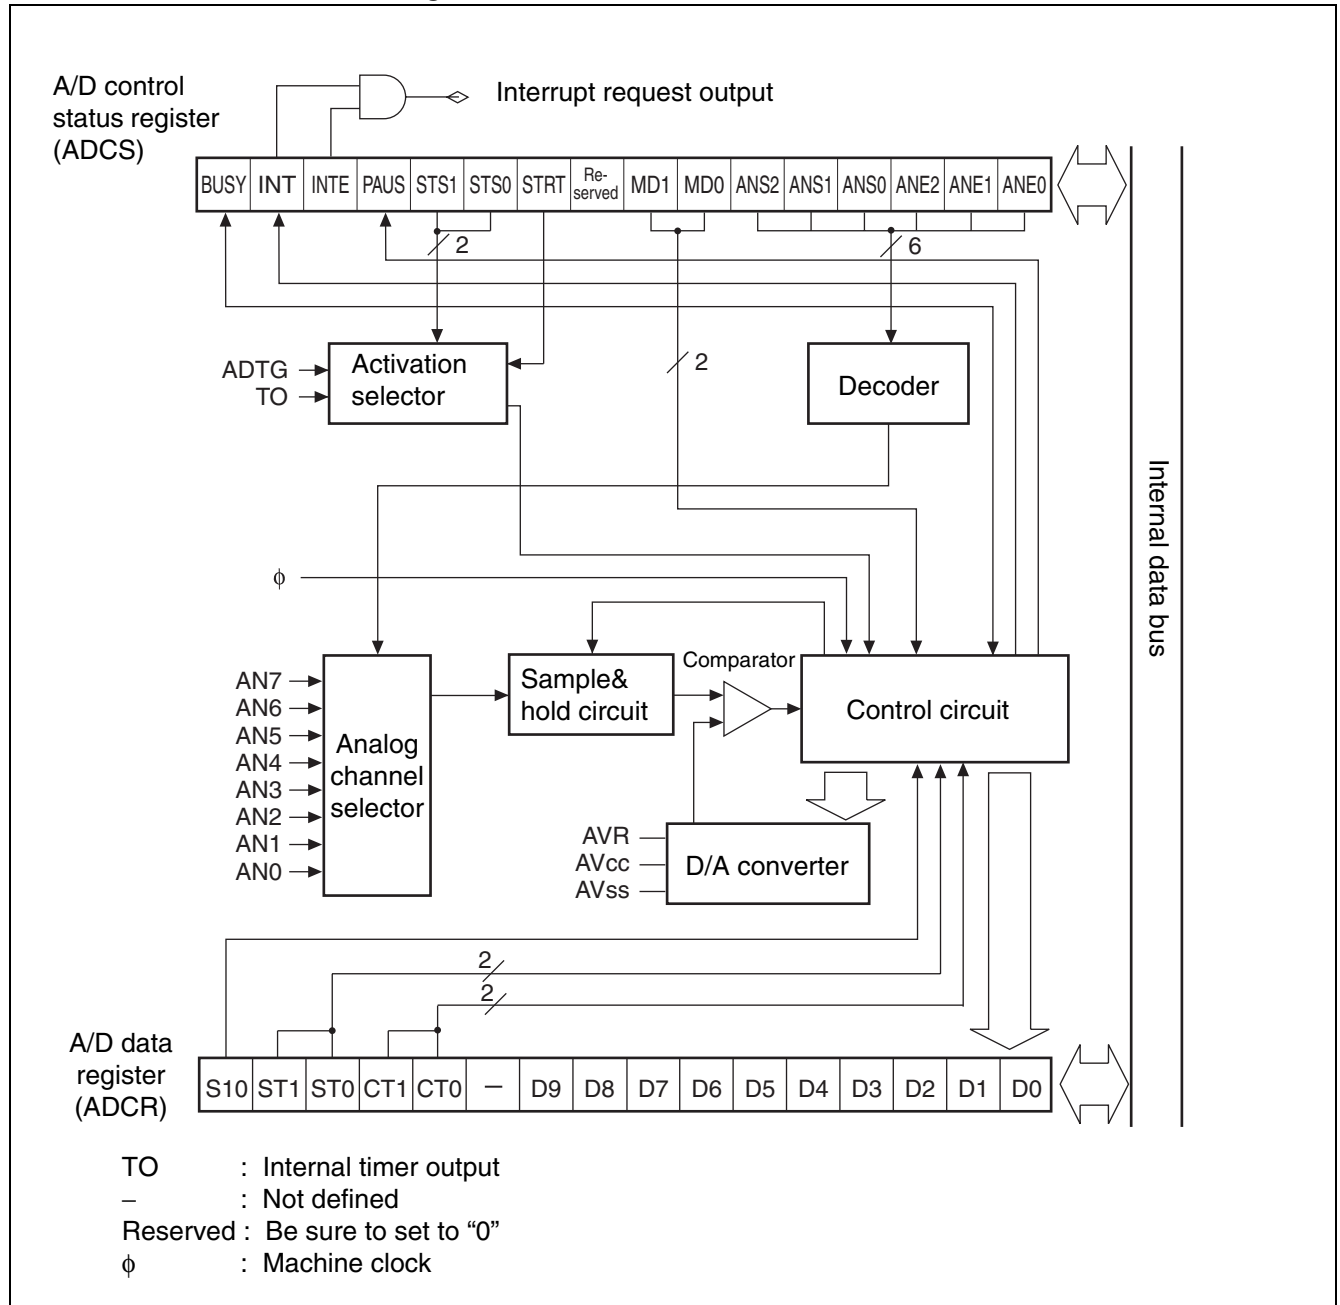 A/D control
status register
(ADCS)
Interrupt request output
BUSY INT INTE PAUS STS1 STS0 STRT Re-served MD1 MD0 ANS2 ANS1 ANS0 ANE2 ANE1 ANE0
2
6
2
ADTG
TO
Activation
selector
Decoder
Internal data bus
ϕ
AN7
AN6
AN5
AN4
AN3
AN2
AN1
AN0
Analog
channel
selector
Sample&
hold circuit
Comparator
Control circuit
AVR
AVcc
AVss
D/A converter
2
2
A/D data
register
(ADCR)
S10 ST1 ST0 CT1 CT0 – D9 D8 D7 D6 D5 D4 D3 D2 D1 D0
TO : Internal timer output
– : Not defined
Reserved : Be sure to set to “0”
ϕ : Machine clock